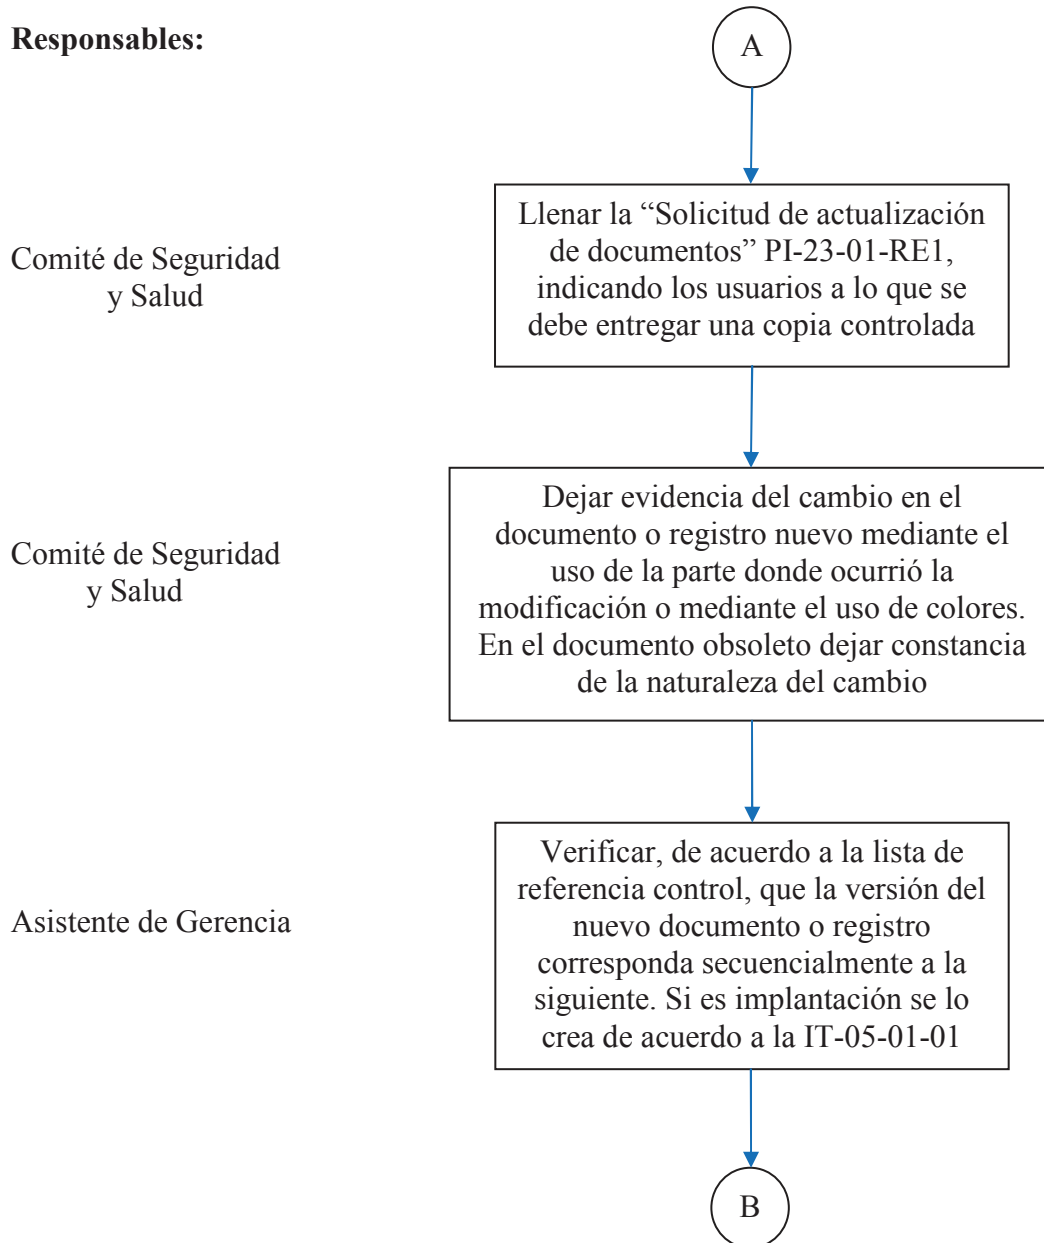 Responsables:
A
Comité de Seguridad
y Salud
Llenar la “Solicitud de actualización
de documentos” PI-23-01-RE1,
indicando los usuarios a lo que se
debe entregar una copia controlada
Comité de Seguridad
y Salud
Dejar evidencia del cambio en el
documento o registro nuevo mediante el
uso de la parte donde ocurrió la
modificación o mediante el uso de colores.
En el documento obsoleto dejar constancia
de la naturaleza del cambio
Asistente de Gerencia
Verificar, de acuerdo a la lista de
referencia control, que la versión del
nuevo documento o registro
corresponda secuencialmente a la
siguiente. Si es implantación se lo
crea de acuerdo a la IT-05-01-01
B